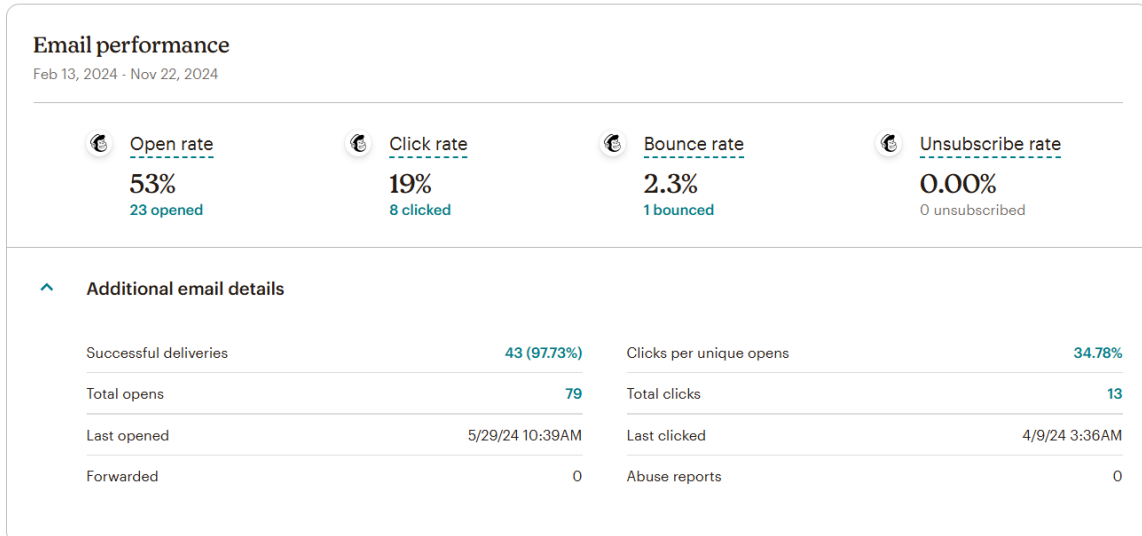 Email performance
Feb 13, 2024 - Nov 22, 2024
Open rate
53%
23 opened
Click rate
19%
8 clicked
Bounce rate
2.3%
1 bounced
Unsubscribe rate
0.00%
0 unsubscribed
Additional email details
Successful deliveries 43 (97.73%)
Total opens 79
Last opened 5/29/24 10:39AM
Forwarded 0
Clicks per unique opens 34.78%
Total clicks 13
Last clicked 4/9/24 3:36AM
Abuse reports 0